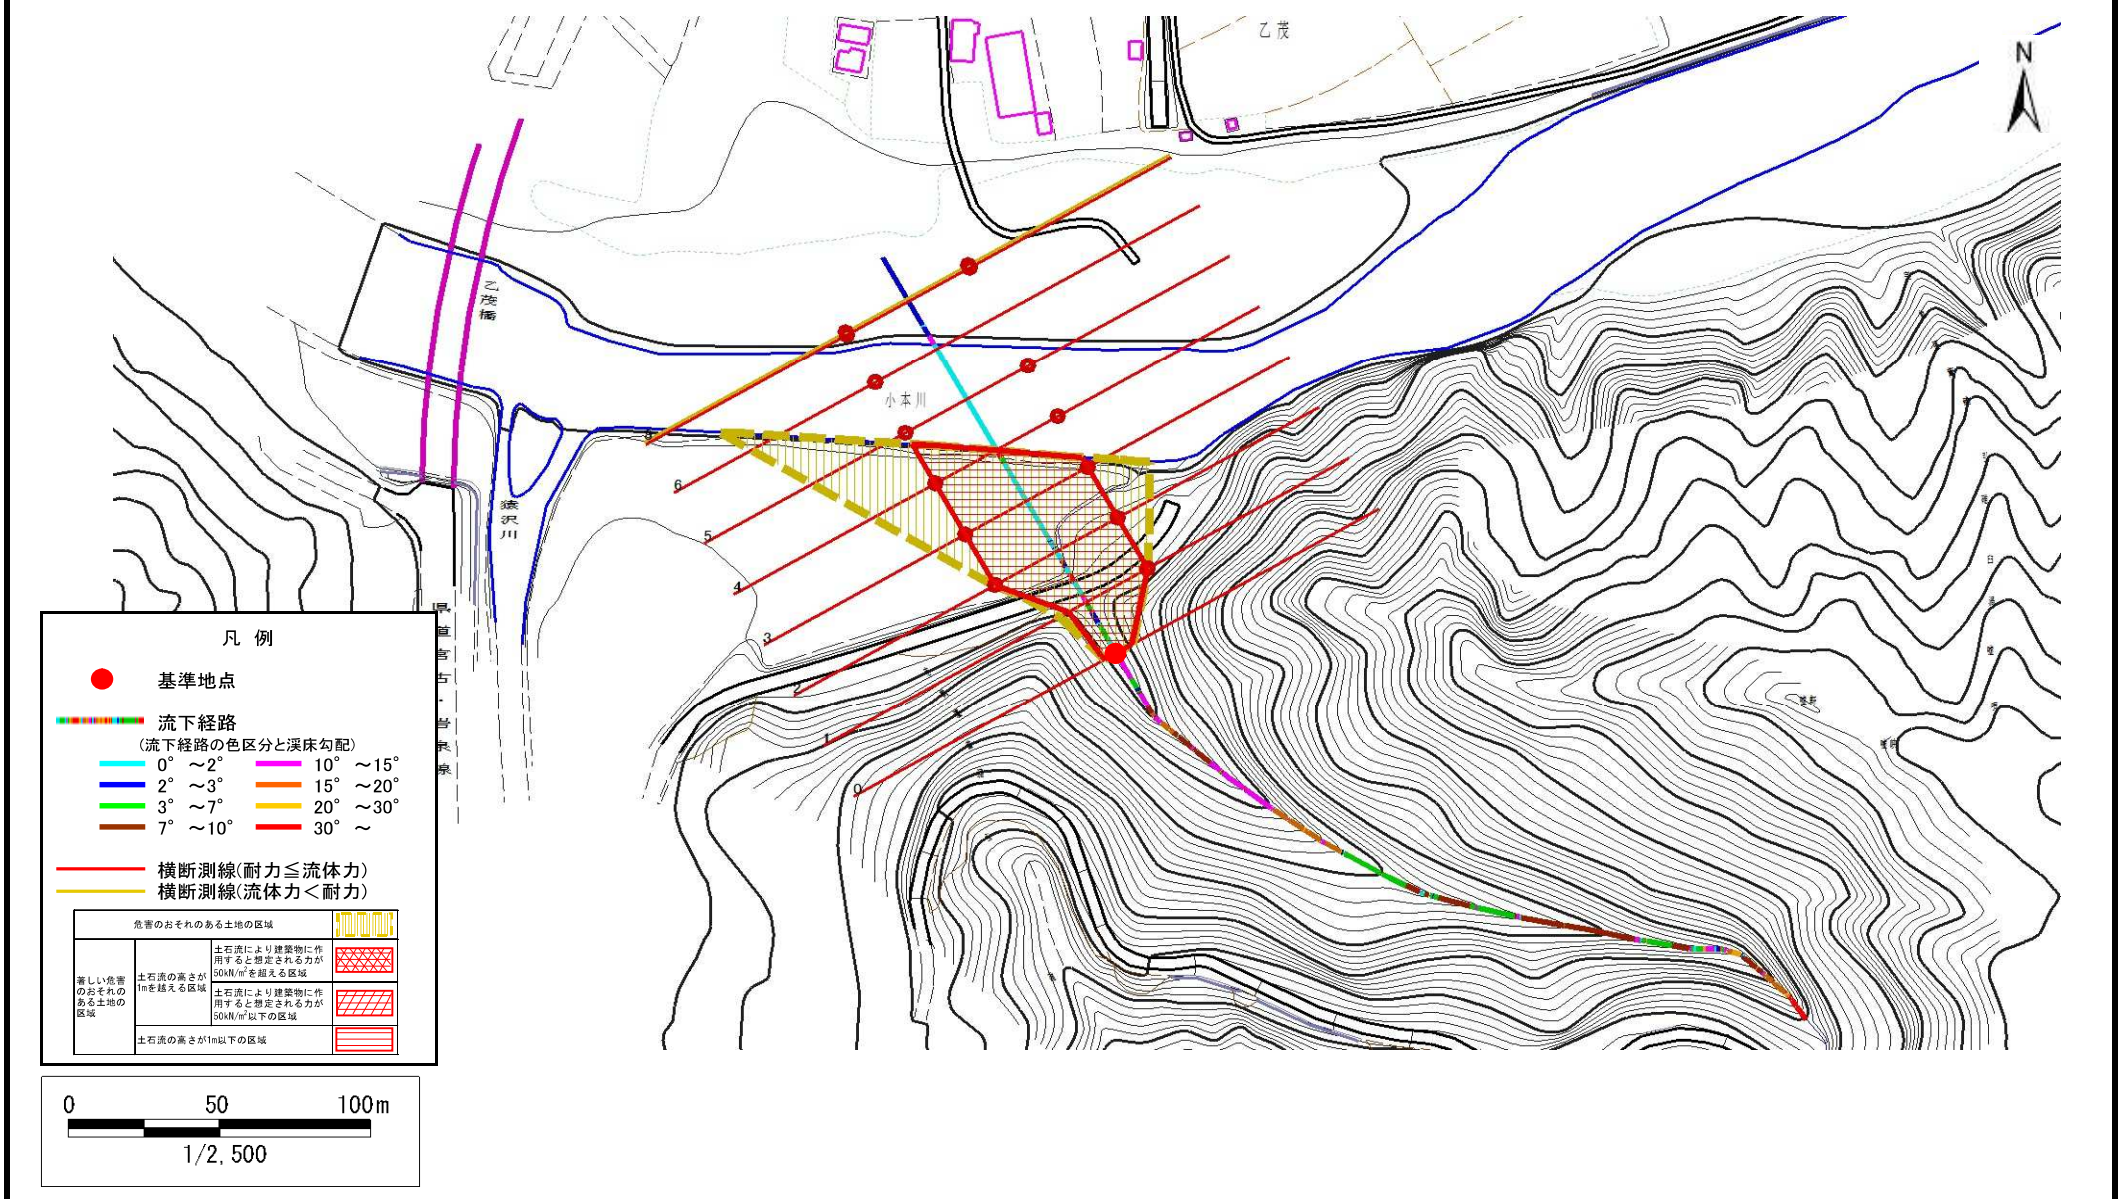 乙茂
N
乙茂橋
小本川
猿沢川
6
5
4
3
2
1
0
県道宮古・岩泉線
凡 例
基準地点
流下経路
(流下経路の色区分と渓床勾配)
0° ～2°
10° ～15°
2° ～3°
15° ～20°
3° ～7°
20° ～30°
7° ～10°
30° ～
横断測線(耐力≦流体力)
横断測線(流体力＜耐力)
危害のおそれのある土地の区域
著しい危害
のおそれの
ある土地の
区域
土石流の高さが
1mを越える区域
土石流により建築物に作
用すると想定される力が
50kN/㎡を超える区域
土石流により建築物に作
用すると想定される力が
50kN/㎡以下の区域
土石流の高さが1m以下の区域
0 50 100m
1/2,500